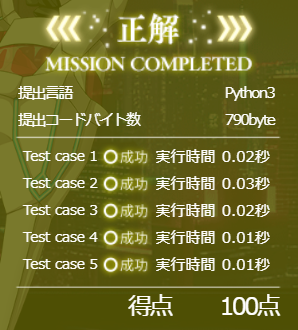 正解
MISSION COMPLETED
提出言語 Python3
提出コードバイト数 790byte
Test case 1 成功 実行時間 0.02秒
Test case 2 成功 実行時間 0.03秒
Test case 3 成功 実行時間 0.02秒
Test case 4 成功 実行時間 0.01秒
Test case 5 成功 実行時間 0.01秒
得点 100点